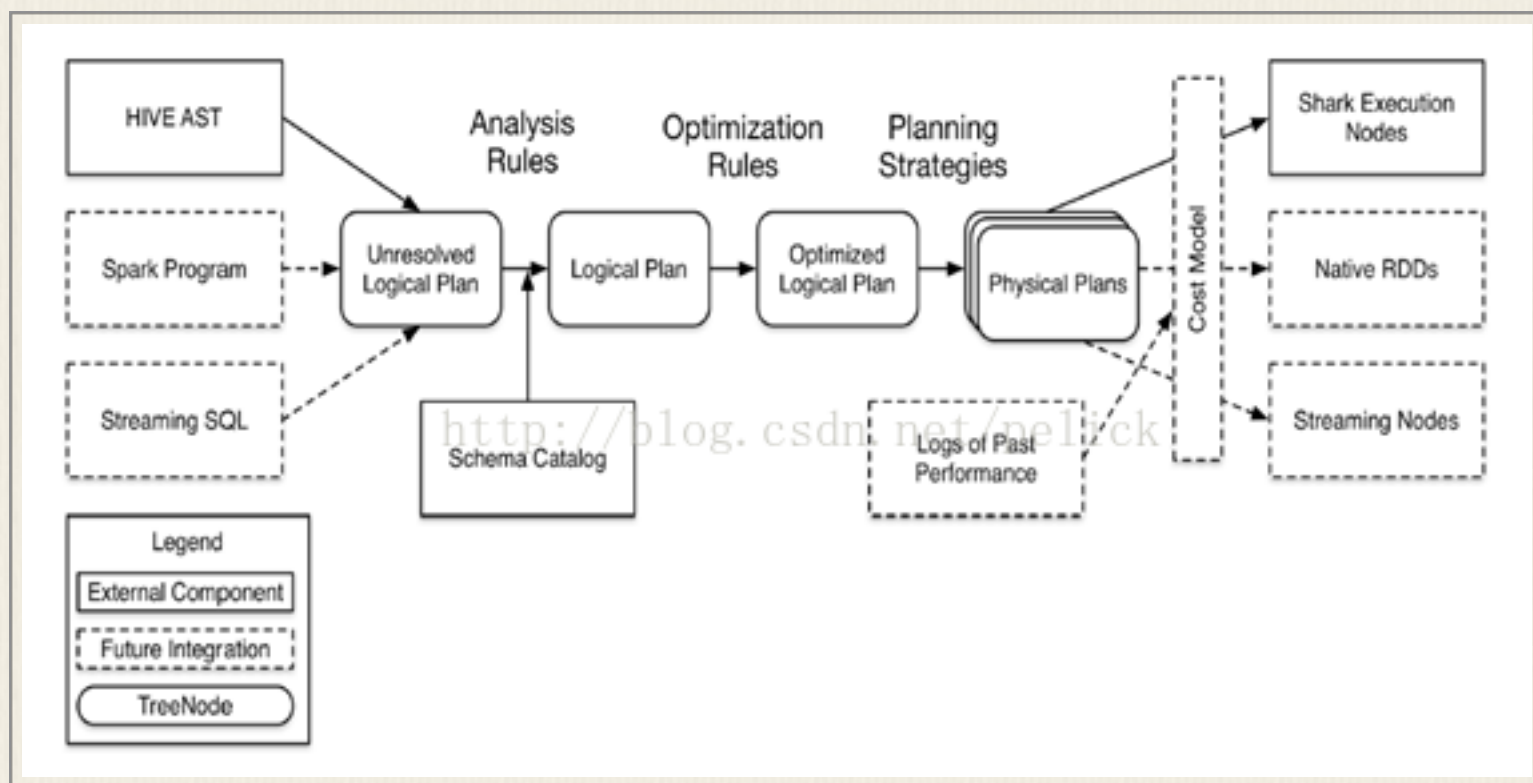 HIVE AST
Spark Program
Streaming SQL
Analysis
Rules
Optimization
Rules
Planning
Strategies
Unresolved
Logical Plan
Logical Plan
Optimized
Logical Plan
Physical Plans
Cost Model
Shark Execution
Nodes
Native RDDs
Streaming Nodes
Schema Catalog
Logs of Past
Performance
http://blog.csdn.net/pelick
Legend
External Component
Future Integration
TreeNode